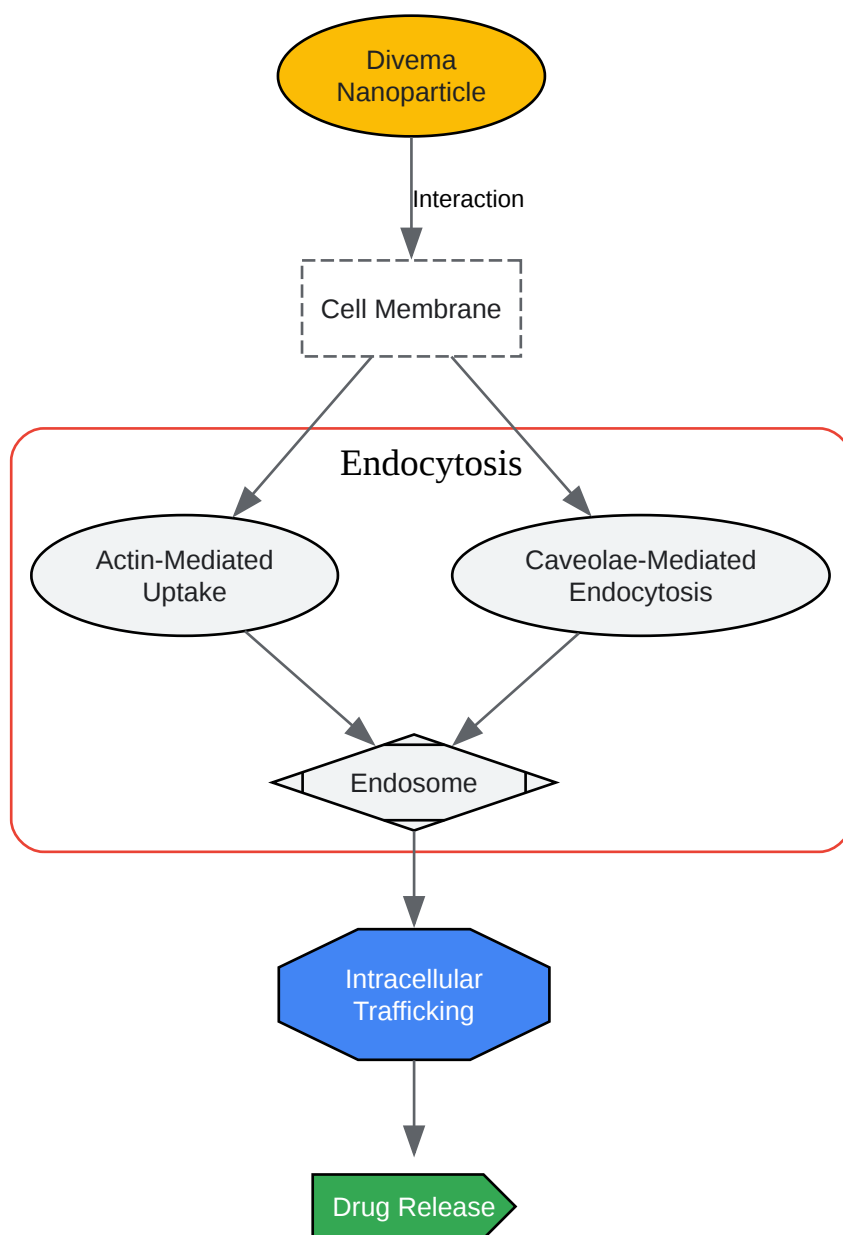 Divema
Nanoparticle
Interaction
Cell Membrane
Endocytosis
Actin-Mediated
Uptake
Caveolae-Mediated
Endocytosis
Endosome
Intracellular
Trafficking
Drug Release